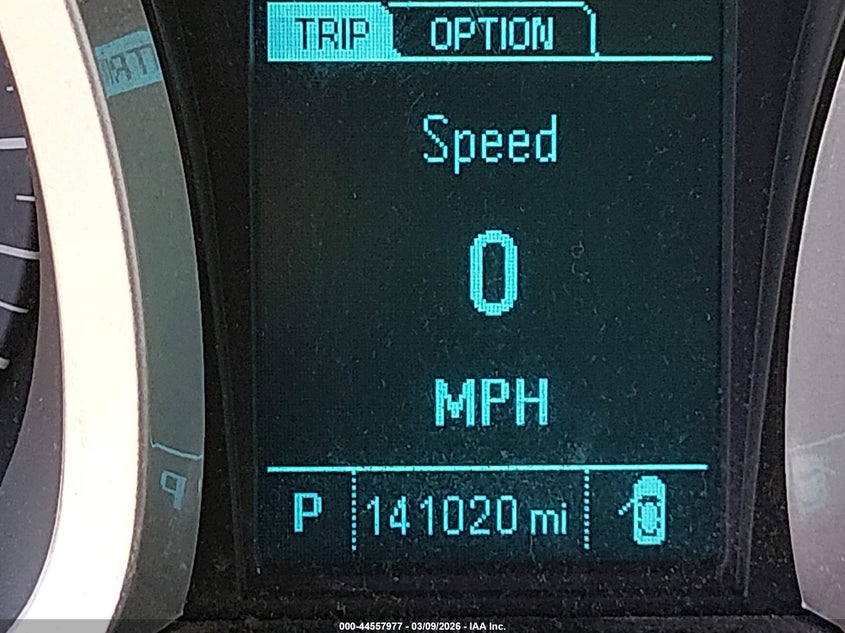 TRIP OPTION
Speed
0
MPH
P 141020 mi
000-44557977 - 03/09/2026 - IAA Inc.